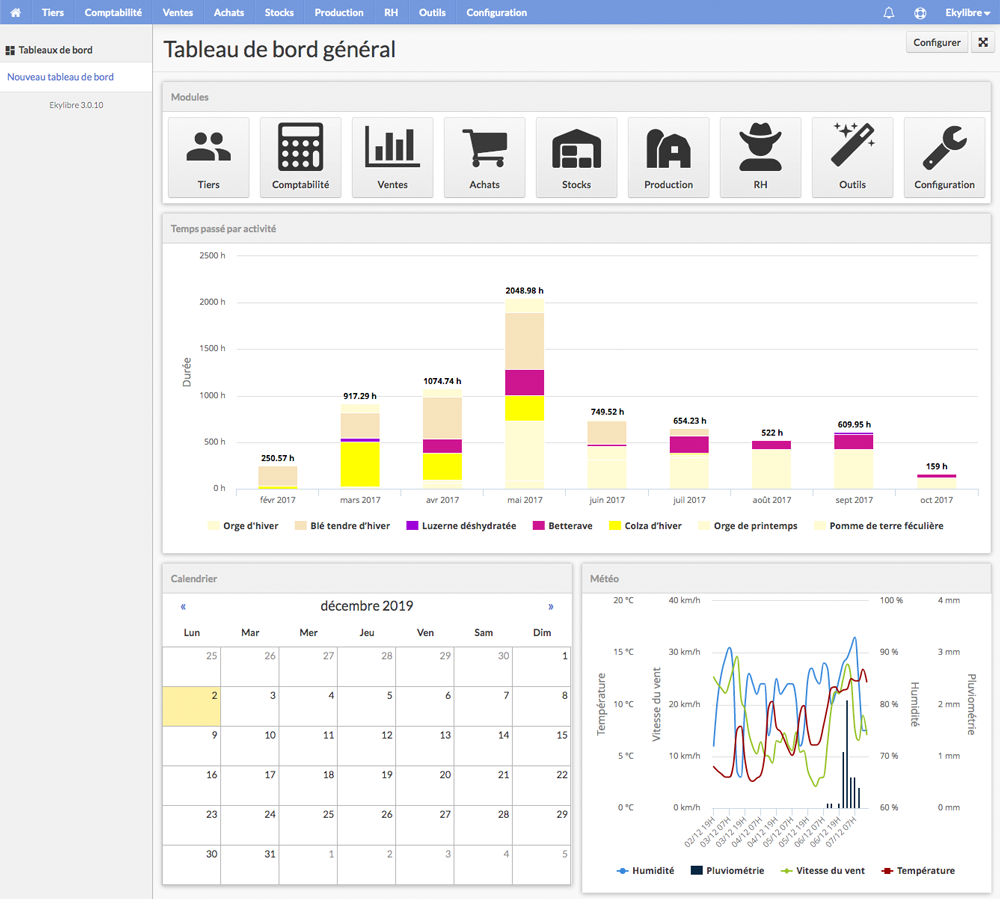 Tiers Comptabilité Ventes Achats Stocks Production RH Outils Configuration Ekylibre
Tableaux de bord
Nouveau tableau de bord
Ekylibre 3.0.10
Tableau de bord général
Configurer
Modules
Tiers Comptabilité Ventes Achats Stocks Production RH Outils Configuration
Temps passé par activité
2500 h
2000 h
1500 h
1000 h
500 h
0 h
Durée
250.57 h
917.29 h
1074.74 h
2048.98 h
749.52 h
654.23 h
522 h
609.95 h
159 h
févr 2017 mars 2017 avr 2017 mai 2017 juin 2017 juil 2017 août 2017 sept 2017 oct 2017
Orge d'hiver Blé tendre d'hiver Luzerne déshydratée Betterave Colza d'hiver Orge de printemps Pomme de terre féculière
Calendrier
« décembre 2019 »
Lun Mar Mer Jeu Ven Sam Dim
25 26 27 28 29 30 1
2 3 4 5 6 7 8
9 10 11 12 13 14 15
16 17 18 19 20 21 22
23 24 25 26 27 28 29
30 31 1 2 3 4 5
Météo
20 °C 40 km/h 100 % 4 mm
15 °C 30 km/h 90 % 3 mm
10 °C 20 km/h 80 % 2 mm
5 °C 10 km/h 70 % 1 mm
0 °C 0 km/h 60 % 0 mm
Température
Vitesse du vent
Humidité
Pluviométrie
02/12 19H
03/12 07H
03/12 19H
04/12 07H
04/12 19H
05/12 07H
05/12 19H
06/12 07H
06/12 19H
07/12 07H
Humidité Pluviométrie Vitesse du vent Température